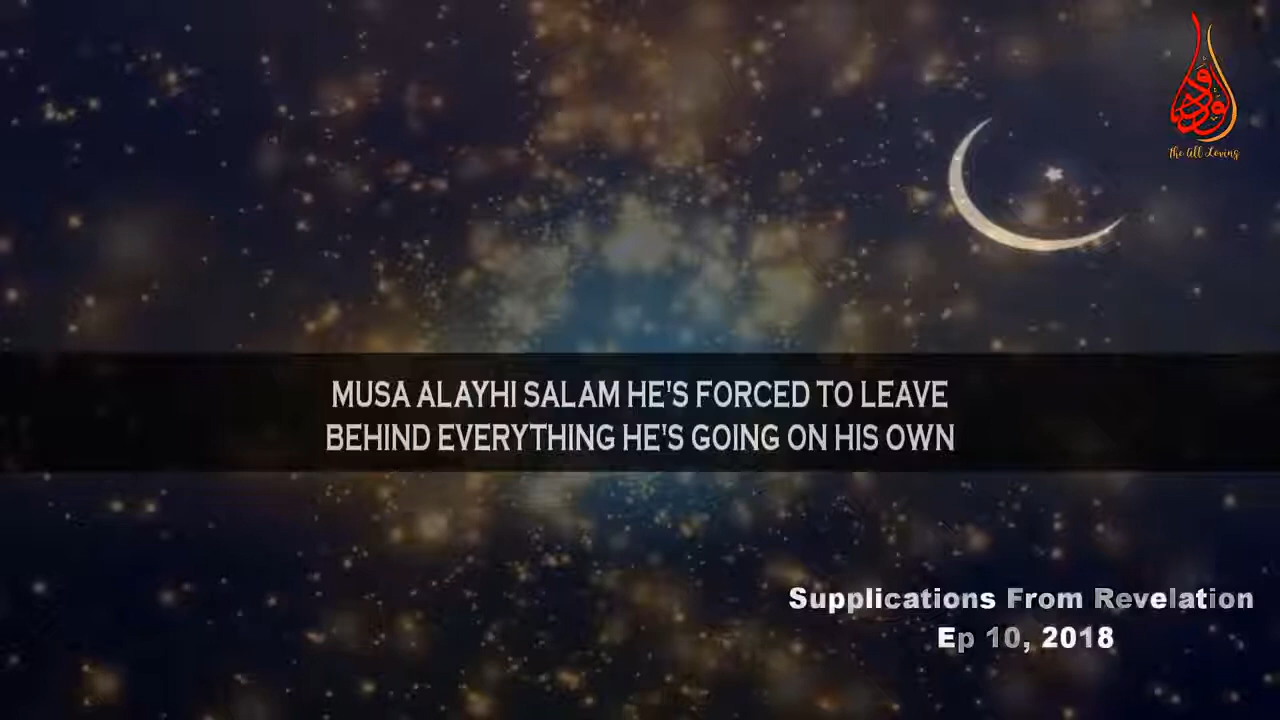 The All Loving
MUSA ALAYHI SALAM HE'S FORCED TO LEAVE
BEHIND EVERYTHING HE'S GOING ON HIS OWN
Supplications From Revelation
Ep 10, 2018